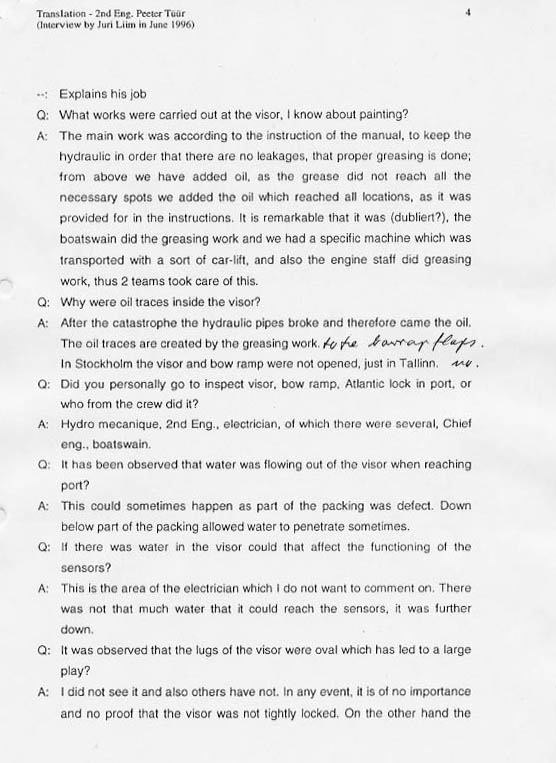 Translation - 2nd Eng. Peeter Tüür
4
(Interview by Juri Liim in June 1996)
--: Explains his job
Q: What works were carried out at the visor, I know about painting?
A: The main work was according to the instruction of the manual, to keep the
hydraulic in order that there are no leakages, that proper greasing is done;
from above we have added oil, as the grease did not reach all the
necessary spots we added the oil which reached all locations, as it was
provided for in the instructions. It is remarkable that it was (dubliert?), the
boatswain did the greasing work and we had a specific machine which was
transported with a sort of car-lift, and also the engine staff did greasing
work, thus 2 teams took care of this.
Q: Why were oil traces inside the visor?
A: After the catastrophe the hydraulic pipes broke and therefore came the oil.
The oil traces are created by the greasing work.
In Stockholm the visor and bow ramp were not opened, just in Tallinn.
Q: Did you personally go to inspect visor, bow ramp, Atlantic lock in port, or
who from the crew did it?
A: Hydro mecanique, 2nd Eng., electrician, of which there were several, Chief
eng., boatswain.
Q: It has been observed that water was flowing out of the visor when reaching
port?
A: This could sometimes happen as part of the packing was defect. Down
below part of the packing allowed water to penetrate sometimes.
Q: If there was water in the visor could that affect the functioning of the
sensors?
A: This is the area of the electrician which I do not want to comment on. There
was not that much water that it could reach the sensors, it was further
down.
Q: It was observed that the lugs of the visor were oval which has led to a large
play?
A: I did not see it and also others have not. In any event, it is of no importance
and no proof that the visor was not tightly locked. On the other hand the